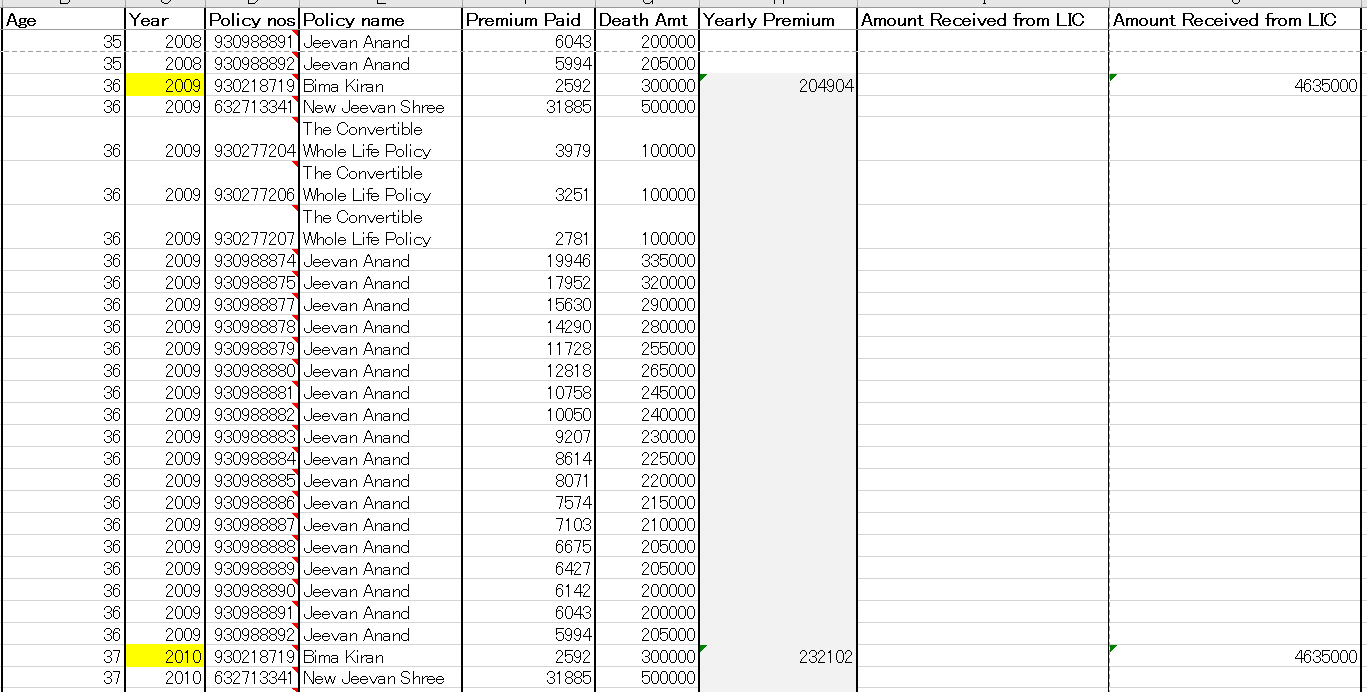 Age Year Policy nos Policy name Premium Paid Death Amt Yearly Premium Amount Received from LIC Amount Received from LIC
35 2008 930988891 Jeevan Anand 6043 200000
35 2008 930988892 Jeevan Anand 5994 205000
36 2009 930218719 Bima Kiran 2592 300000 204904 4635000
36 2009 632713341 New Jeevan Shree 31885 500000
The Convertible
36 2009 930277204 Whole Life Policy 3979 100000
The Convertible
36 2009 930277206 Whole Life Policy 3251 100000
The Convertible
36 2009 930277207 Whole Life Policy 2781 100000
36 2009 930988874 Jeevan Anand 19946 335000
36 2009 930988875 Jeevan Anand 17952 320000
36 2009 930988877 Jeevan Anand 15630 290000
36 2009 930988878 Jeevan Anand 14290 280000
36 2009 930988879 Jeevan Anand 11728 255000
36 2009 930988880 Jeevan Anand 12818 265000
36 2009 930988881 Jeevan Anand 10758 245000
36 2009 930988882 Jeevan Anand 10050 240000
36 2009 930988883 Jeevan Anand 9207 230000
36 2009 930988884 Jeevan Anand 8614 225000
36 2009 930988885 Jeevan Anand 8071 220000
36 2009 930988886 Jeevan Anand 7574 215000
36 2009 930988887 Jeevan Anand 7103 210000
36 2009 930988888 Jeevan Anand 6675 205000
36 2009 930988889 Jeevan Anand 6427 205000
36 2009 930988890 Jeevan Anand 6142 200000
36 2009 930988891 Jeevan Anand 6043 200000
36 2009 930988892 Jeevan Anand 5994 205000
37 2010 930218719 Bima Kiran 2592 300000 232102 4635000
37 2010 632713341 New Jeevan Shree 31885 500000